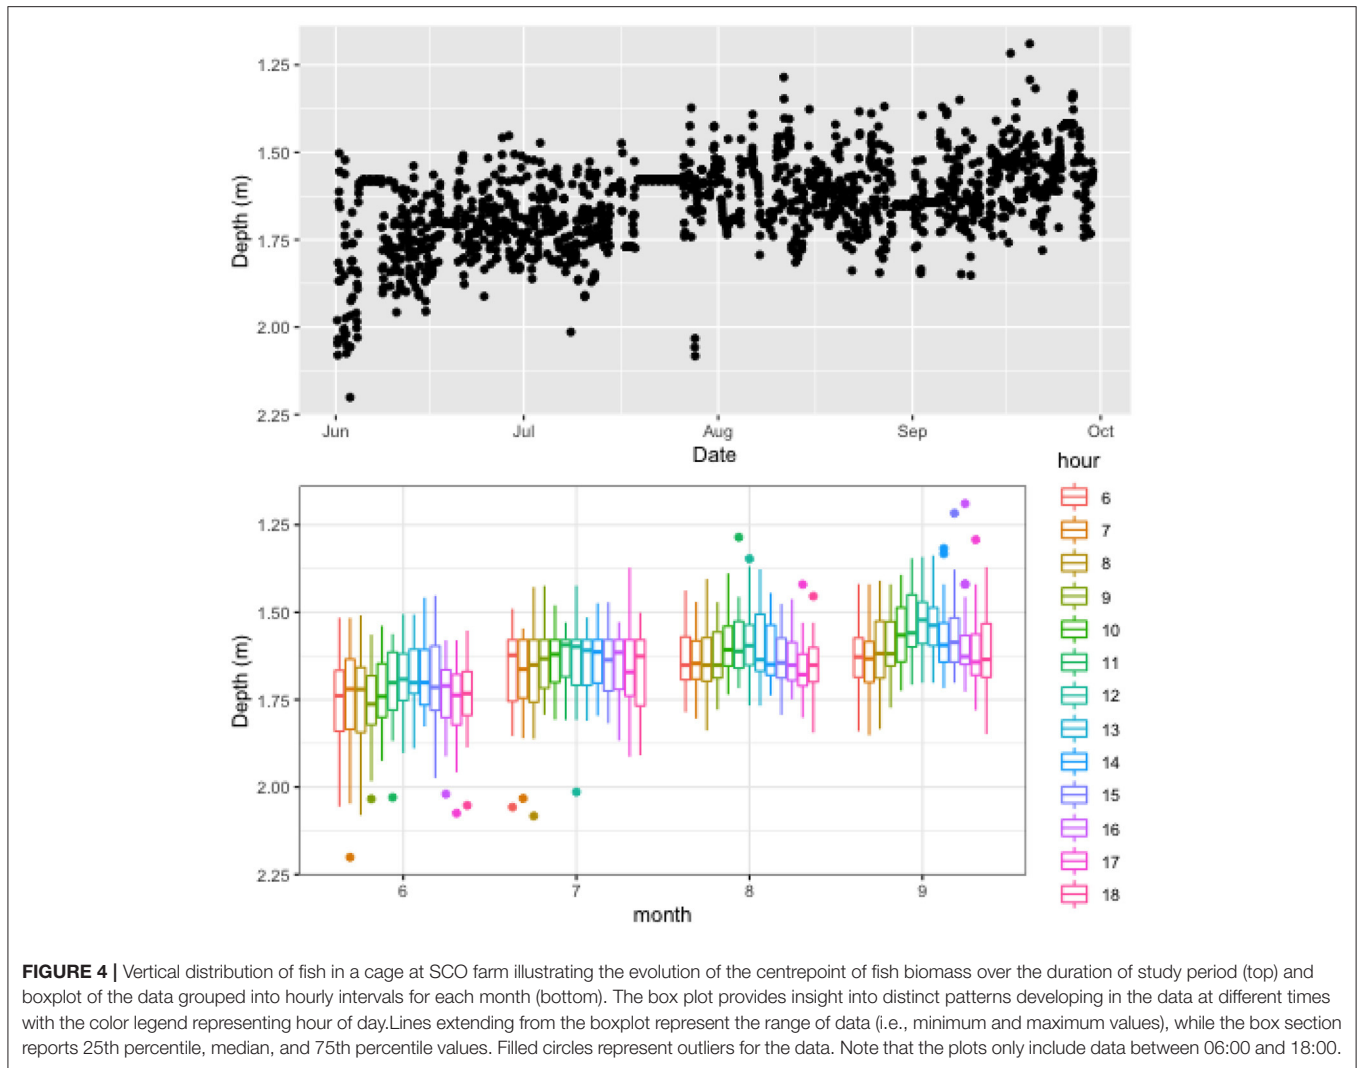 1.25
1.50
1.75
2.00
2.25
Depth (m)
Jun Jul Aug Sep Oct
Date
hour
6
7
8
9
10
11
12
13
14
15
16
17
18
1.25
1.50
1.75
2.00
2.25
Depth (m)
6 7 8 9
month
FIGURE 4 | Vertical distribution of fish in a cage at SCO farm illustrating the evolution of the centrepoint of fish biomass over the duration of study period (top) and
boxplot of the data grouped into hourly intervals for each month (bottom). The box plot provides insight into distinct patterns developing in the data at different times
with the color legend representing hour of day.Lines extending from the boxplot represent the range of data (i.e., minimum and maximum values), while the box section
reports 25th percentile, median, and 75th percentile values. Filled circles represent outliers for the data. Note that the plots only include data between 06:00 and 18:00.